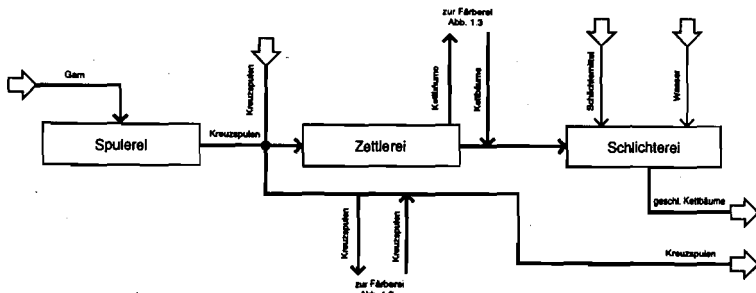 zur Färberei
Abb. 1.3
Garn
Kreuzspulen
Kettbäume
Kettbäume
Schlichtemittel
Wasser
Spulerei
Kreuzspulen
Zettlerei
Schlichterei
Kreuzspulen
Kreuzspulen
geschl. Kettbäume
Kreuzspulen
zur Färberei